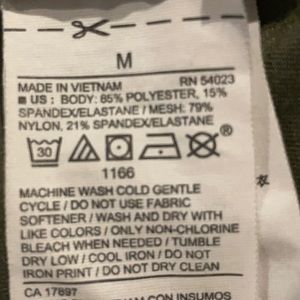 M
MADE IN VIETNAM RN 54023
US : BODY: 85% POLYESTER, 15%
SPANDEX/ELASTANE / MESH: 79%
NYLON, 21% SPANDEX/ELASTANE
30 ®
1166
MACHINE WASH COLD GENTLE
CYCLE / DO NOT USE FABRIC
SOFTENER / WASH AND DRY WITH
LIKE COLORS / ONLY NON-CHLORINE
BLEACH WHEN NEEDED / TUMBLE
DRY LOW / COOL IRON / DO NOT
IRON PRINT / DO NOT DRY CLEAN
CA 17897
CON INSUMOS